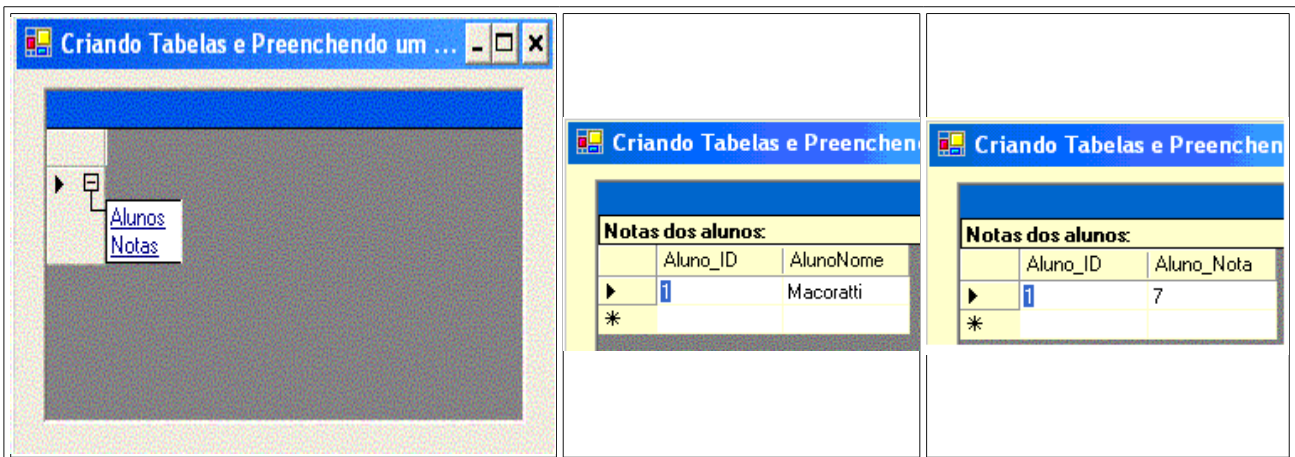 Criando Tabelas e Preenchendo um ...
Alunos
Notas
Criando Tabelas e Preenchen
Notas dos alunos:
Aluno_ID AlunoNome
1 Macoratti
*
Criando Tabelas e Preenchen
Notas dos alunos:
Aluno_ID Aluno_Nota
1 7
*